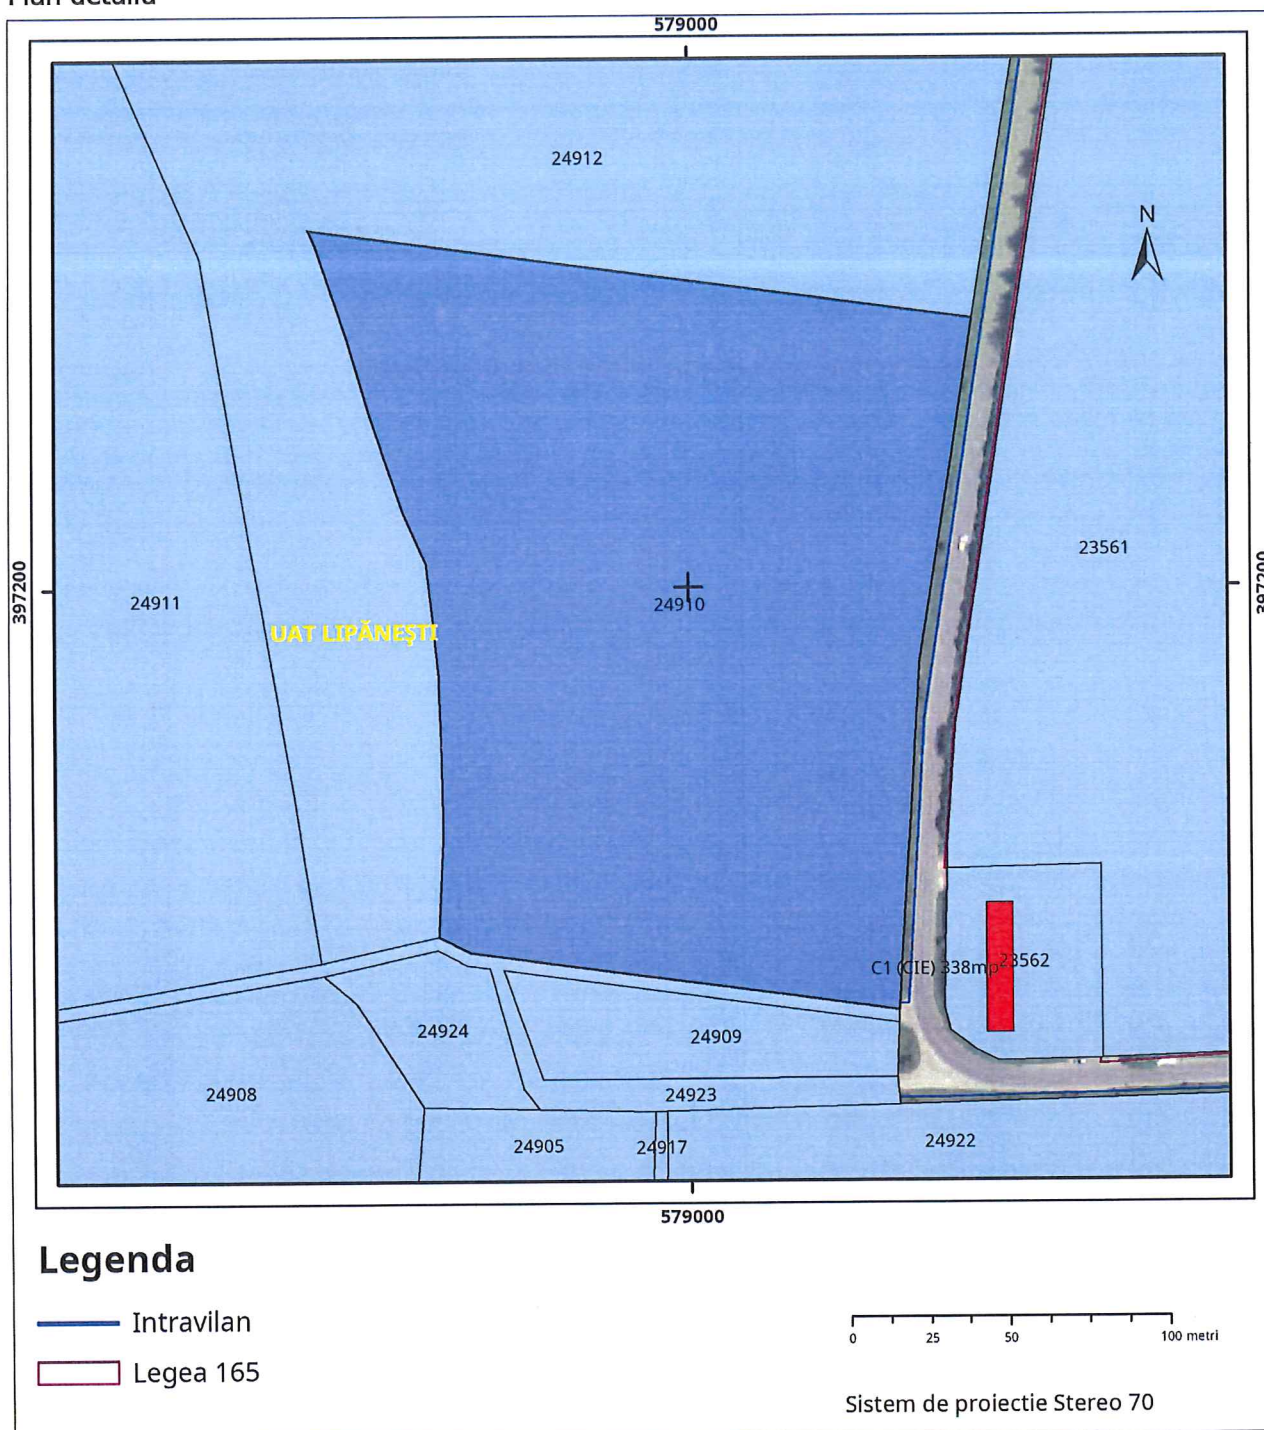 Plan detaliu
579000
24912
N
23561
397200
397200
24911
24910
UAT LIPĂNEȘTI
C1 (CIE) 338mp
23562
24924
24909
24908
24923
24905
24917
24922
579000
Legenda
Intravilan
Legea 165
0 25 50 100 metri
Sistem de proiectie Stereo 70